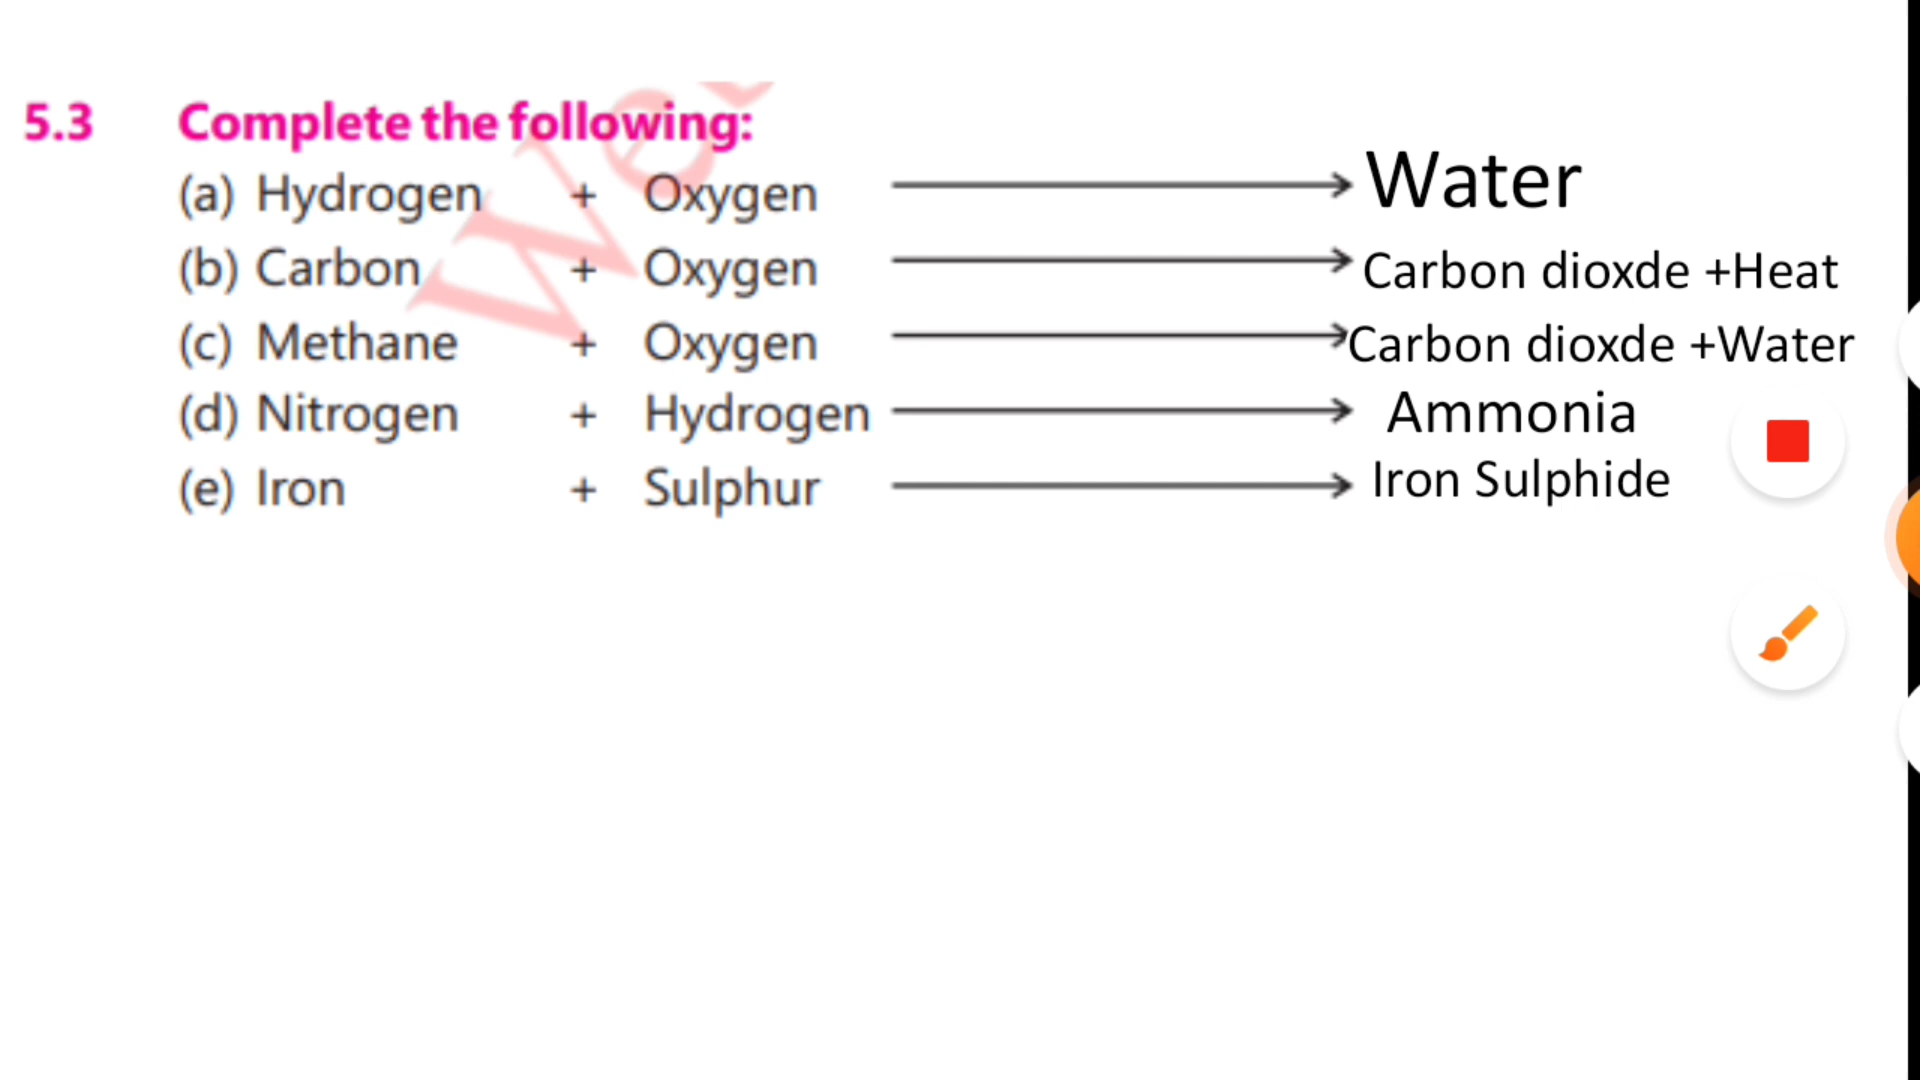 5.3 Complete the following:
(a) Hydrogen + Oxygen → Water
(b) Carbon + Oxygen → Carbon dioxde +Heat
(c) Methane + Oxygen → Carbon dioxde +Water
(d) Nitrogen + Hydrogen → Ammonia
(e) Iron + Sulphur → Iron Sulphide